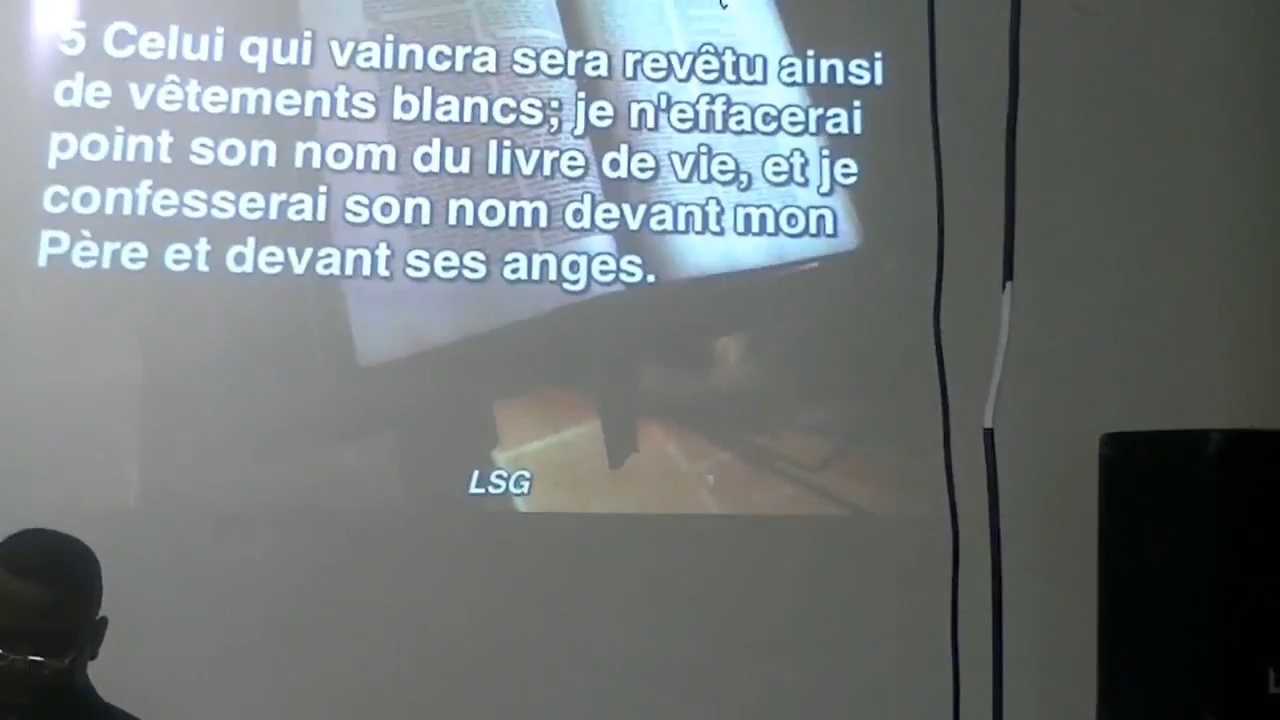 5 Celui qui vaincra sera revêtu ainsi
de vêtements blancs; je n'effacerai
point son nom du livre de vie, et je
confesserai son nom devant mon
Père et devant ses anges.
LSG